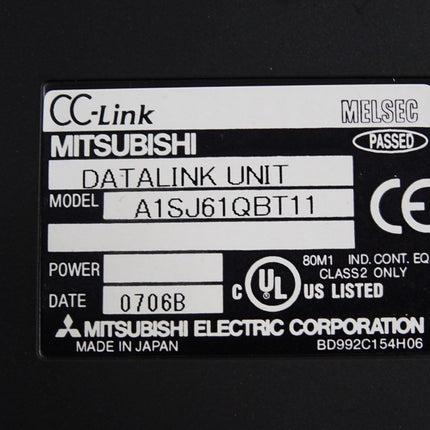 CC-Link MELSEC
MITSUBISHI PASSED
DATALINK UNIT
MODEL A1SJ61QBT11
CE
POWER
80M1 IND. CONT. EQ
CLASS2 ONLY
C UL US LISTED
DATE 0706B
MITSUBISHI ELECTRIC CORPORATION
MADE IN JAPAN BD992C154H06